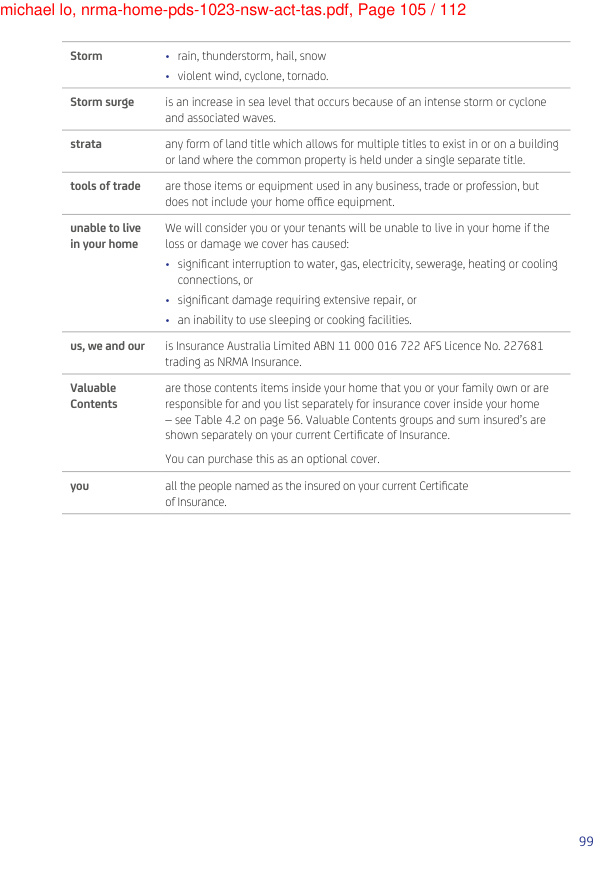 michael lo, nrma-home-pds-1023-nsw-act-tas.pdf, Page 105 / 112
Storm
• rain, thunderstorm, hail, snow
• violent wind, cyclone, tornado.
Storm surge
is an increase in sea level that occurs because of an intense storm or cyclone
and associated waves.
strata
any form of land title which allows for multiple titles to exist in or on a building
or land where the common property is held under a single separate title.
tools of trade
are those items or equipment used in any business, trade or profession, but
does not include your home office equipment.
unable to live
in your home
We will consider you or your tenants will be unable to live in your home if the
loss or damage we cover has caused:
• significant interruption to water, gas, electricity, sewerage, heating or cooling
connections, or
• significant damage requiring extensive repair, or
• an inability to use sleeping or cooking facilities.
us, we and our
is Insurance Australia Limited ABN 11 000 016 722 AFS Licence No. 227681
trading as NRMA Insurance.
Valuable
Contents
are those contents items inside your home that you or your family own or are
responsible for and you list separately for insurance cover inside your home
– see Table 4.2 on page 56. Valuable Contents groups and sum insured's are
shown separately on your current Certificate of Insurance.
You can purchase this as an optional cover.
you
all the people named as the insured on your current Certificate
of Insurance.
99